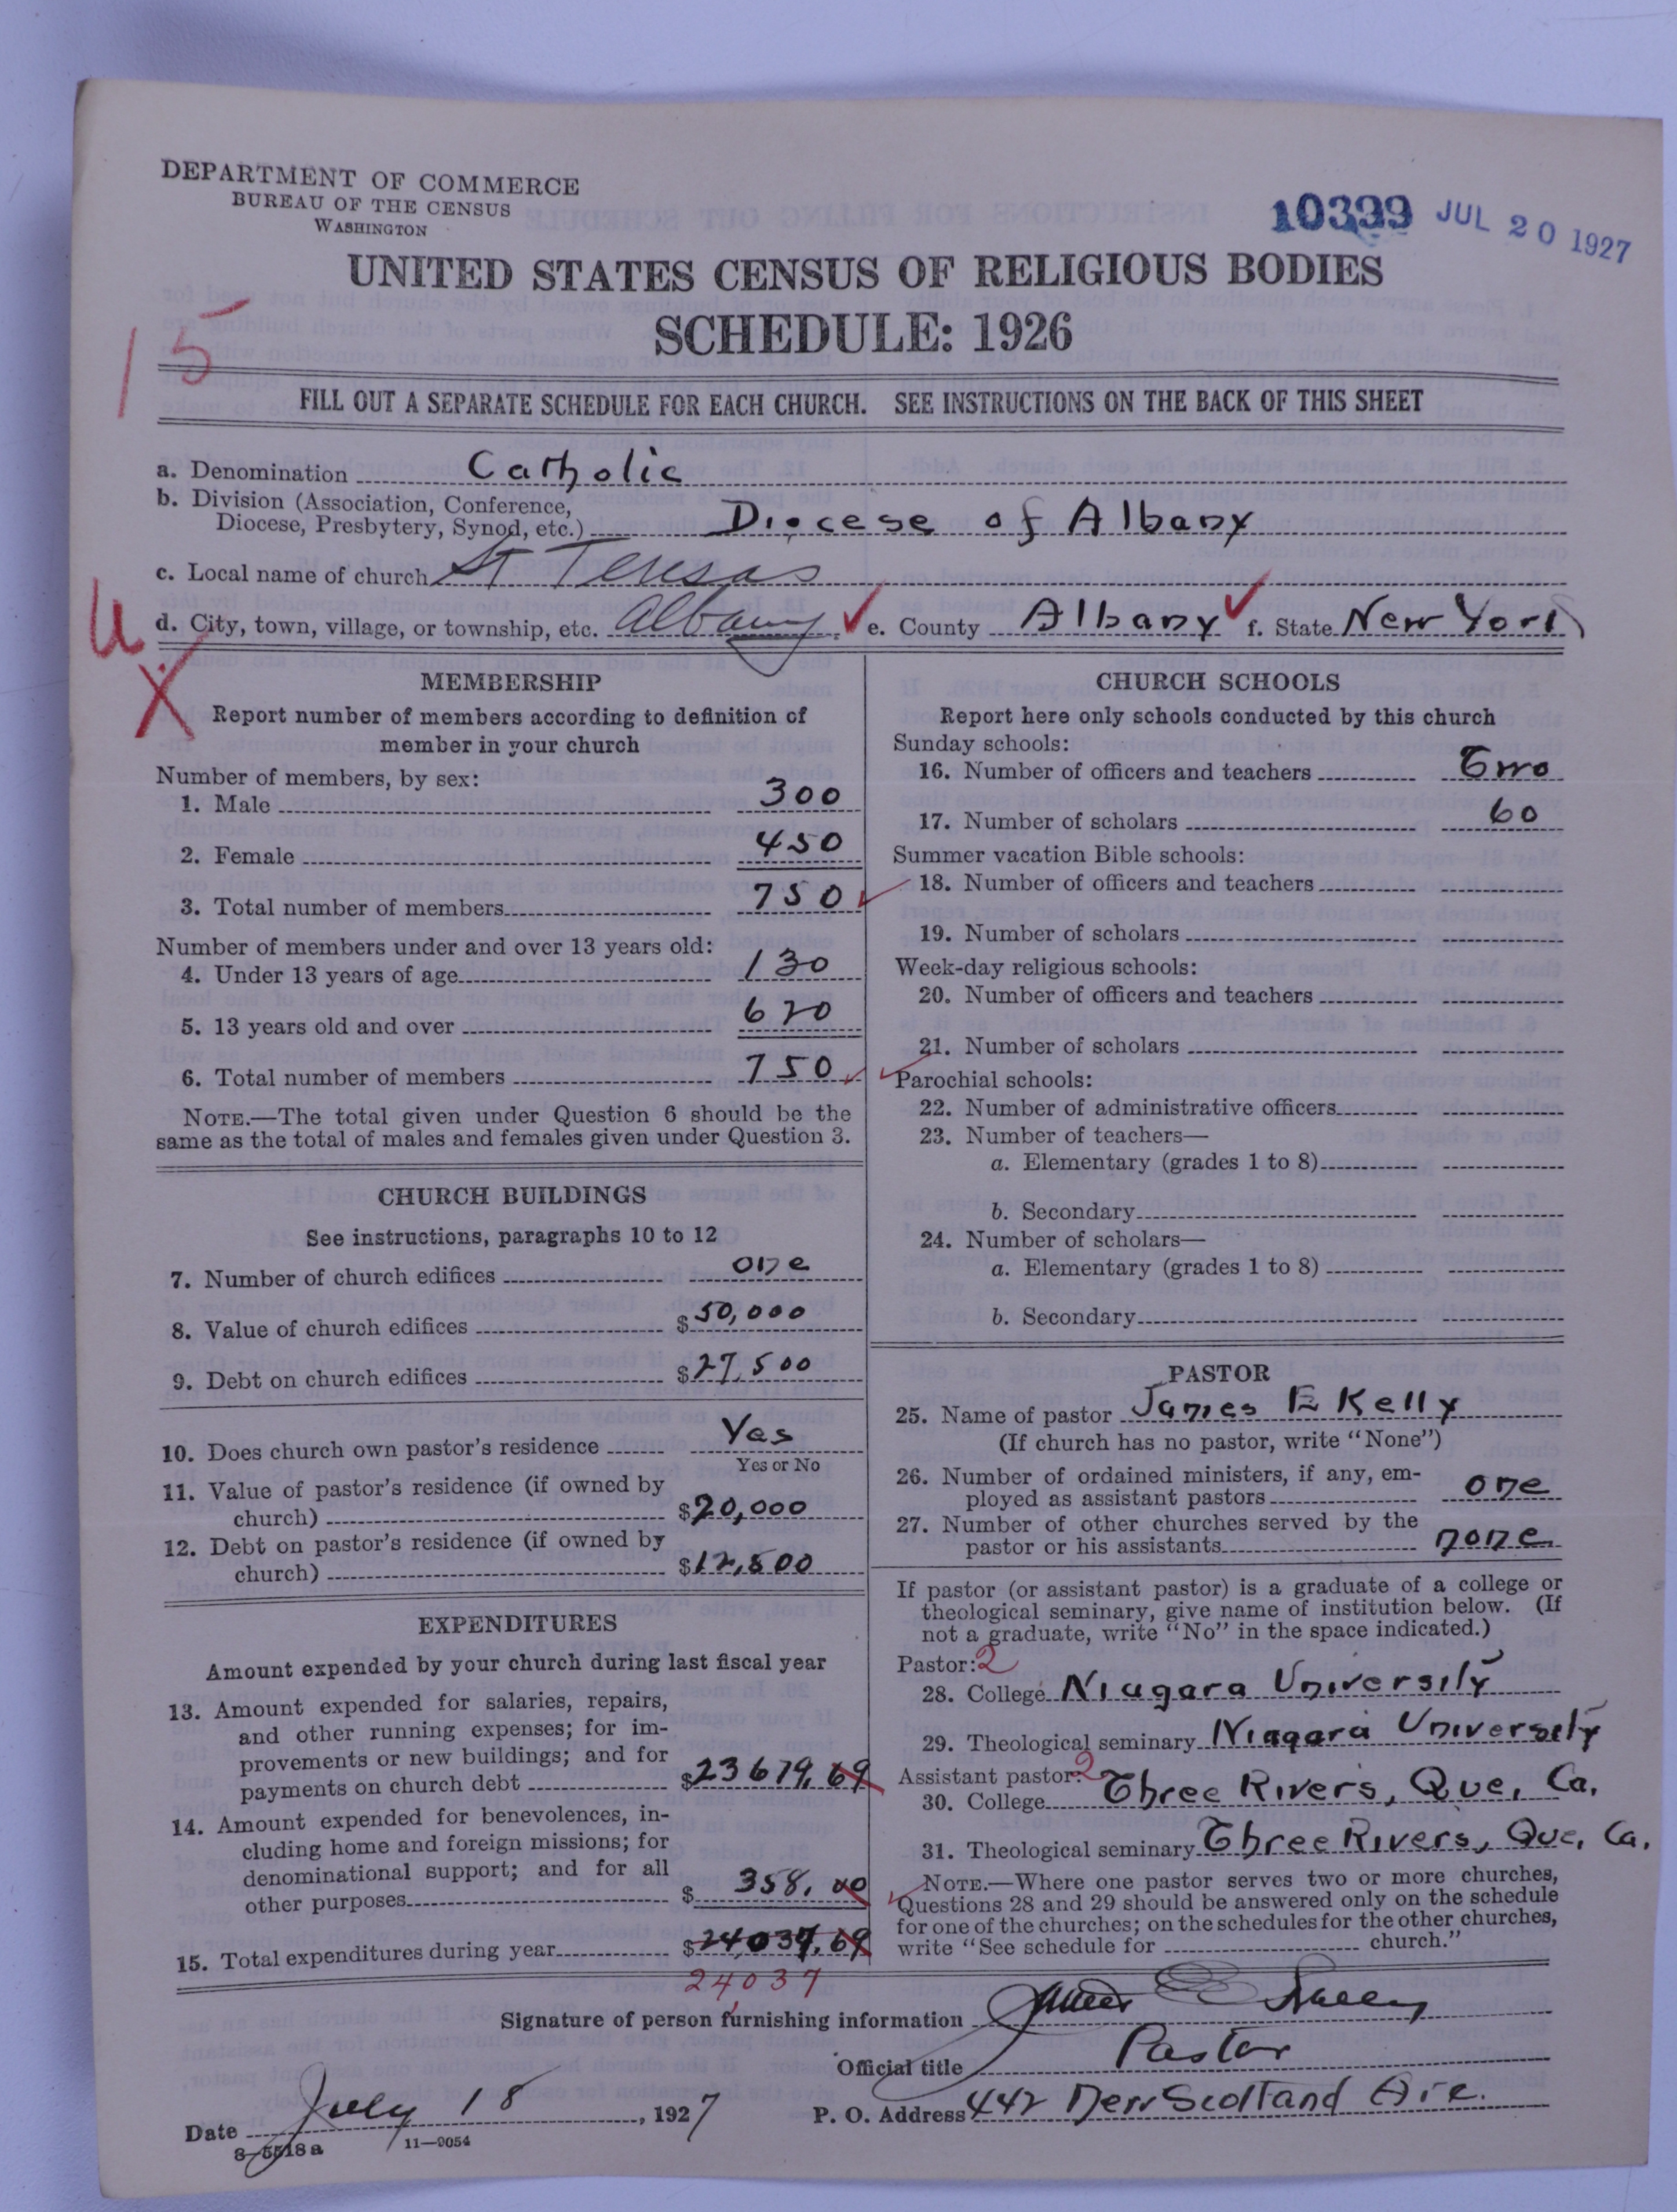 DEPARTMENT OF COMMERCE
BUREAU OF THE CENSUS
WASHINGTON
10399 JUL 20 1927
UNITED STATES CENSUS OF RELIGIOUS BODIES
SCHEDULE: 1926
15
FILL OUT A SEPARATE SCHEDULE FOR EACH CHURCH. SEE INSTRUCTIONS ON THE BACK OF THIS SHEET
a. Denomination Catholic
b. Division (Association, Conference,
Diocese, Presbytery, Synod, etc.) Diocese of Albany
c. Local name of church St Teresas
d. City, town, village, or township, etc. Albany e. County Albany f. State New York
MEMBERSHIP
Report number of members according to definition of
member in your church
Number of members, by sex:
1. Male 300
2. Female 450
3. Total number of members 750
Number of members under and over 13 years old:
4. Under 13 years of age 130
5. 13 years old and over 620
6. Total number of members 750
NOTE.—The total given under Question 6 should be the
same as the total of males and females given under Question 3.
CHURCH BUILDINGS
See instructions, paragraphs 10 to 12
7. Number of church edifices one
8. Value of church edifices $50,000
9. Debt on church edifices $27,500
10. Does church own pastor's residence Yes
Yes or No
11. Value of pastor's residence (if owned by
church) $20,000
12. Debt on pastor's residence (if owned by
church) $12,500
EXPENDITURES
Amount expended by your church during last fiscal year
13. Amount expended for salaries, repairs,
and other running expenses; for im-
provements or new buildings; and for
payments on church debt $23679.69
14. Amount expended for benevolences, in-
cluding home and foreign missions; for
denominational support; and for all
other purposes $358.00
15. Total expenditures during year $24,037.69
24,037
CHURCH SCHOOLS
Report here only schools conducted by this church
Sunday schools:
16. Number of officers and teachers Two
17. Number of scholars 60
Summer vacation Bible schools:
18. Number of officers and teachers
19. Number of scholars
Week-day religious schools:
20. Number of officers and teachers
21. Number of scholars
Parochial schools:
22. Number of administrative officers
23. Number of teachers—
a. Elementary (grades 1 to 8)
b. Secondary
24. Number of scholars—
a. Elementary (grades 1 to 8)
b. Secondary
PASTOR
25. Name of pastor James E Kelly
(If church has no pastor, write "None")
26. Number of ordained ministers, if any, em-
ployed as assistant pastors one
27. Number of other churches served by the
pastor or his assistants none
If pastor (or assistant pastor) is a graduate of a college or
theological seminary, give name of institution below. (If
not a graduate, write "No" in the space indicated.)
Pastor: 2
28. College Niagara University
29. Theological seminary Niagara University
Assistant pastor: 2
30. College Three Rivers, Que, Ca.
31. Theological seminary Three Rivers, Que, Ca.
NOTE.—Where one pastor serves two or more churches,
Questions 28 and 29 should be answered only on the schedule
for one of the churches; on the schedules for the other churches,
write "See schedule for church."
Signature of person furnishing information James E Kelly
Official title Pastor
Date July 18, 1927 P. O. Address 442 New Scotland Ave.
8—5518a 11—9054